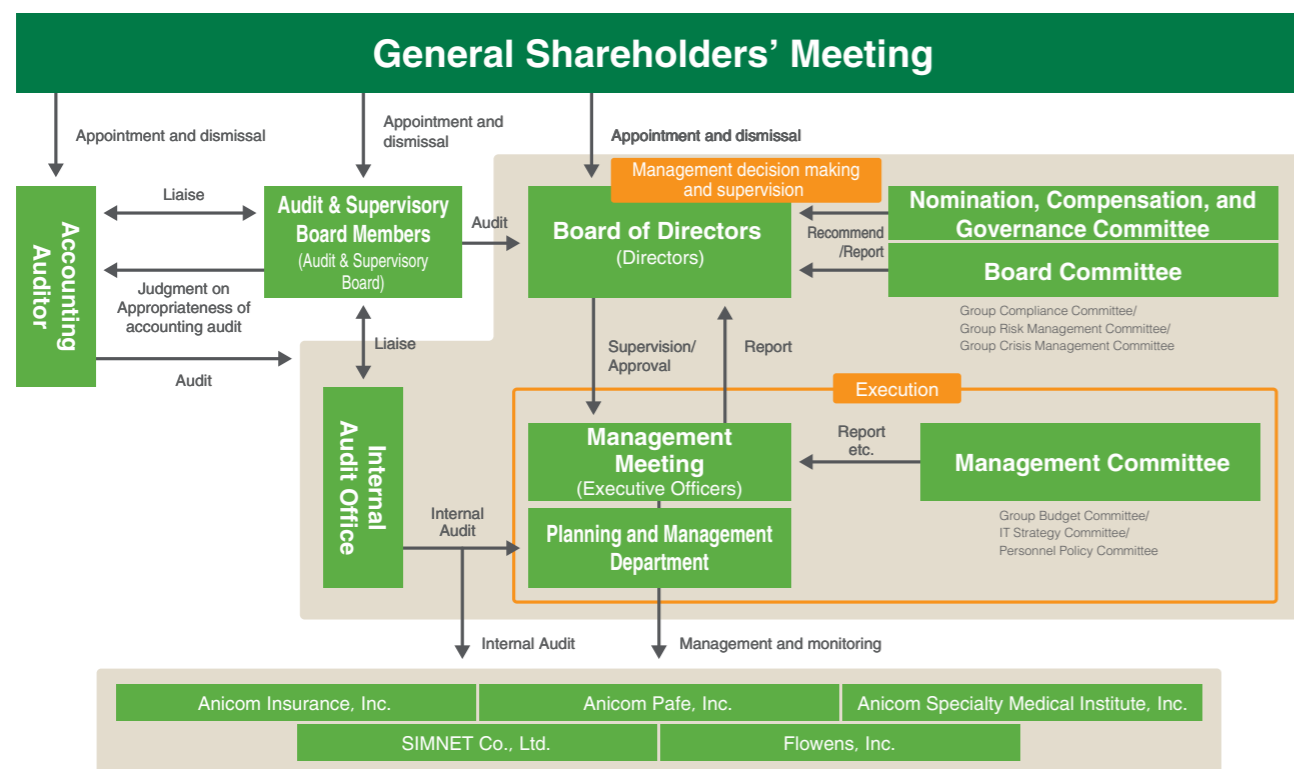 General Shareholders’ Meeting
Appointment and dismissal
Appointment and
dismissal
Appointment and dismissal
Management decision making
and supervision
Accounting
Auditor
Liaise
Audit & Supervisory
Board Members
(Audit & Supervisory
Board)
Audit
Board of Directors
(Directors)
Recommend
/Report
Nomination, Compensation, and
Governance Committee
Board Committee
Group Compliance Committee/
Group Risk Management Committee/
Group Crisis Management Committee
Judgment on
Appropriateness of
accounting audit
Audit
Liaise
Supervision/
Approval
Report
Execution
Internal
Audit Office
Internal
Audit
Management
Meeting
(Executive Officers)
Planning and Management
Department
Report
etc.
Management Committee
Group Budget Committee/
IT Strategy Committee/
Personnel Policy Committee
Internal Audit
Management and monitoring
Anicom Insurance, Inc.
Anicom Pafe, Inc.
Anicom Specialty Medical Institute, Inc.
SIMNET Co., Ltd.
Flowens, Inc.